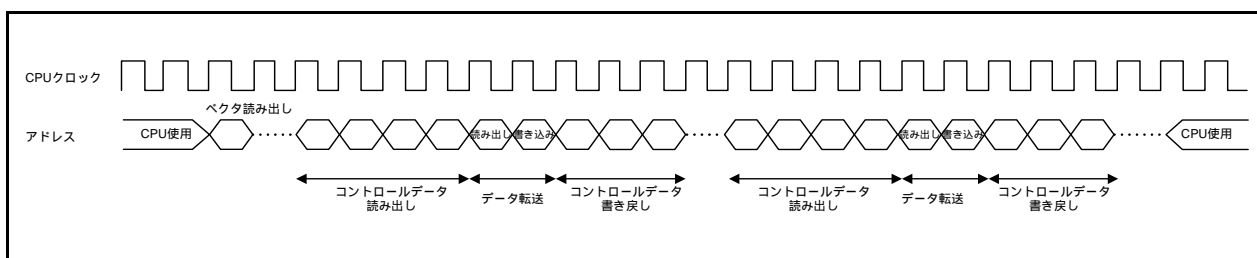 CPUクロック
ベクタ読み出し
アドレス
CPU使用
読み出し
書き込み
読み出し
書き込み
CPU使用
コントロールデータ
読み出し
データ転送
コントロールデータ
書き戻し
コントロールデータ
読み出し
データ転送
コントロールデータ
書き戻し